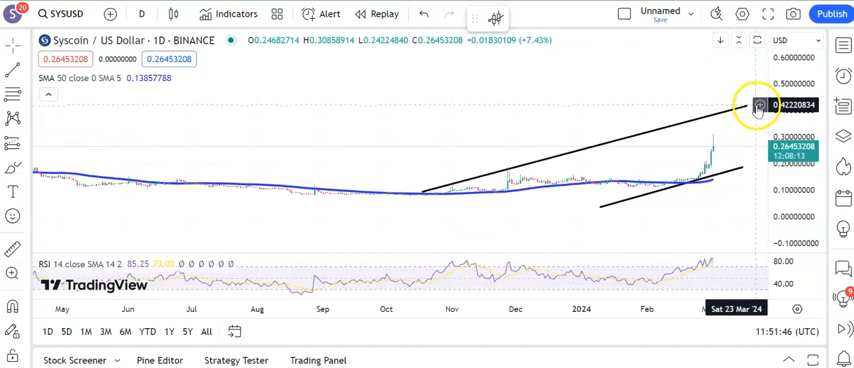 S 20 SYSUSD D Indicators Alert Replay Unnamed Save Publish
Syscoin / US Dollar · 1D · BINANCE O0.24682714 H0.30858914 L0.24224840 C0.26453208 +0.01830109 (+7.43%) USD
0.26453208 0.00000000 0.26453208
SMA 50 close 0 SMA 5 0.13857788
0.60000000
0.50000000
0.42220834
0.30000000
0.26453208
12:08:13
0.20000000
0.10000000
0.00000000
-0.10000000
RSI 14 close SMA 14 2 85.25 73.02 Ø Ø Ø Ø Ø Ø
80.00
TradingView
40.00
May Jun Jul Aug Sep Oct Nov Dec 2024 Feb Sat 23 Mar '24
9
1D 5D 1M 3M 6M YTD 1Y 5Y All 11:51:46 (UTC)
Stock Screener Pine Editor Strategy Tester Trading Panel